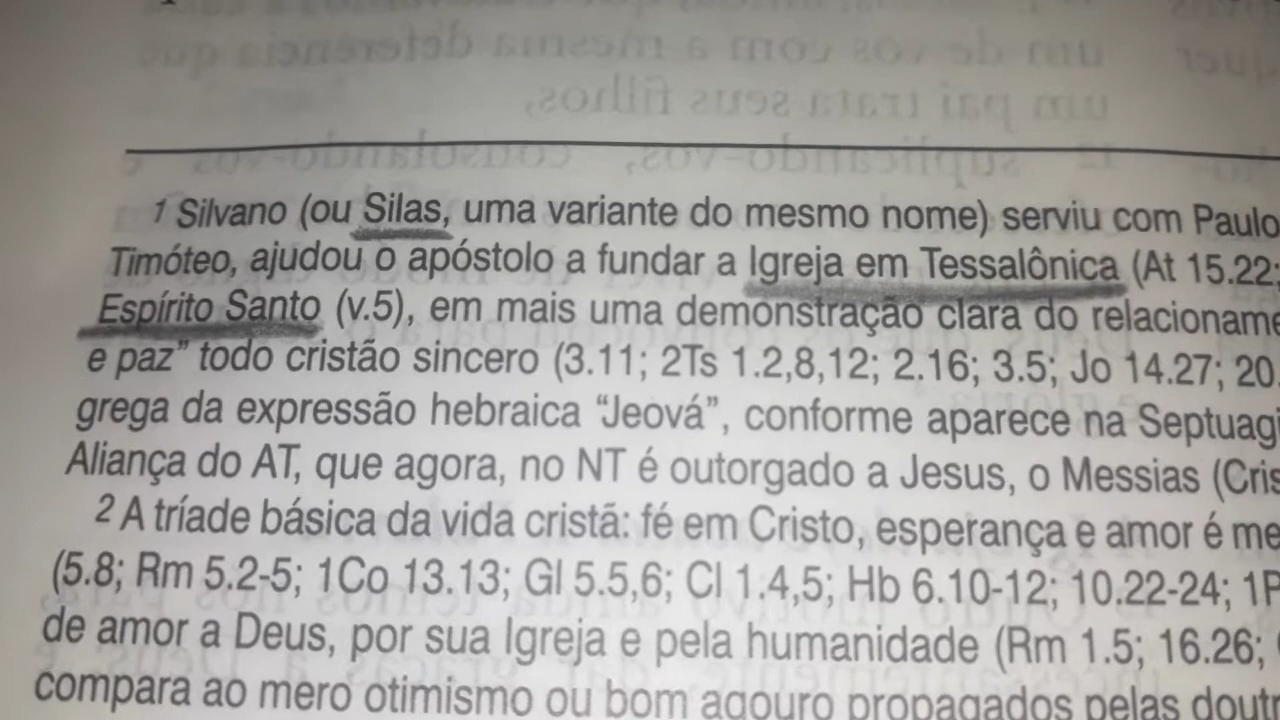 1 Silvano (ou Silas, uma variante do mesmo nome) serviu com Paulo
Timóteo, ajudou o apóstolo a fundar a Igreja em Tessalônica (At 15.22;
Espírito Santo (v.5), em mais uma demonstração clara do relacioname
e paz” todo cristão sincero (3.11; 2Ts 1.2,8,12; 2.16; 3.5; Jo 14.27; 20.
grega da expressão hebraica “Jeová”, conforme aparece na Septuag
Aliança do AT, que agora, no NT é outorgado a Jesus, o Messias (Cris
2 A tríade básica da vida cristã: fé em Cristo, esperança e amor é me
(5.8; Rm 5.2-5; 1Co 13.13; Gl 5.5,6; Cl 1.4,5; Hb 6.10-12; 10.22-24; 1P
de amor a Deus, por sua Igreja e pela humanidade (Rm 1.5; 16.26;
compara ao mero otimismo ou bom agouro propagados pelas doutr